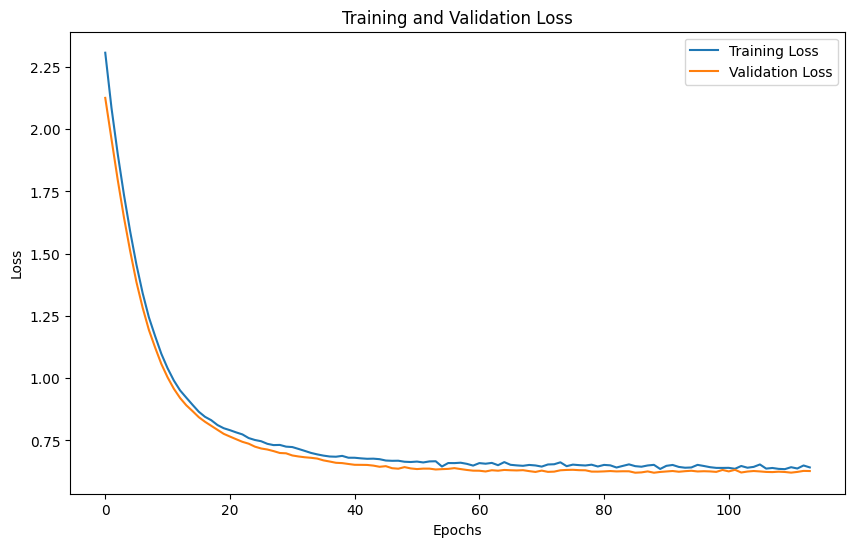 Training and Validation Loss
Training Loss
Validation Loss
2.25
2.00
1.75
1.50
1.25
1.00
0.75
Loss
0 20 40 60 80 100
Epochs